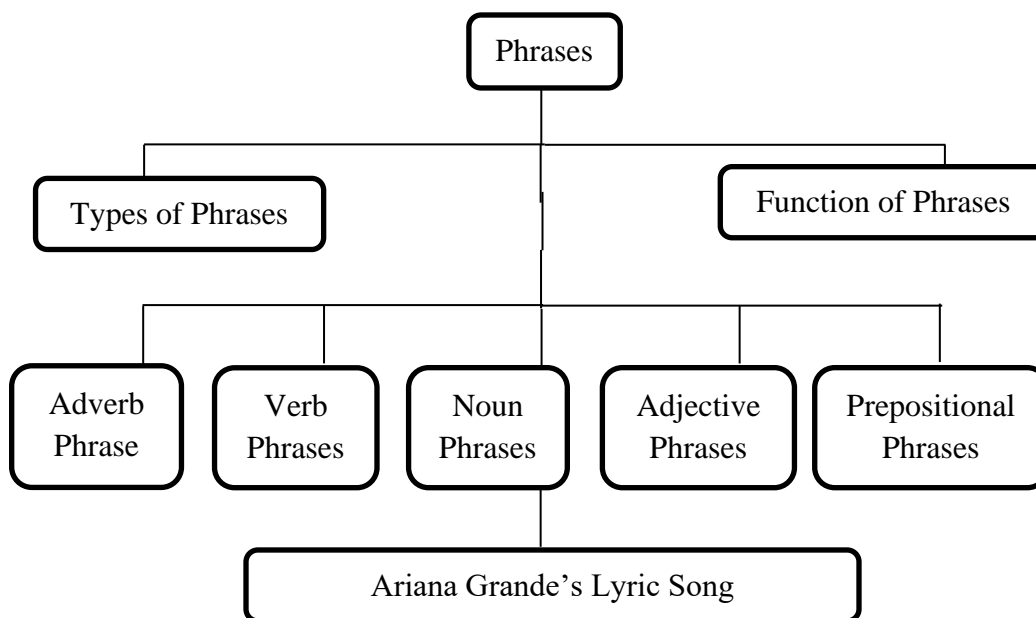 Phrases
Types of Phrases
Function of Phrases
Adverb
Phrase
Verb
Phrases
Noun
Phrases
Adjective
Phrases
Prepositional
Phrases
Ariana Grande’s Lyric Song